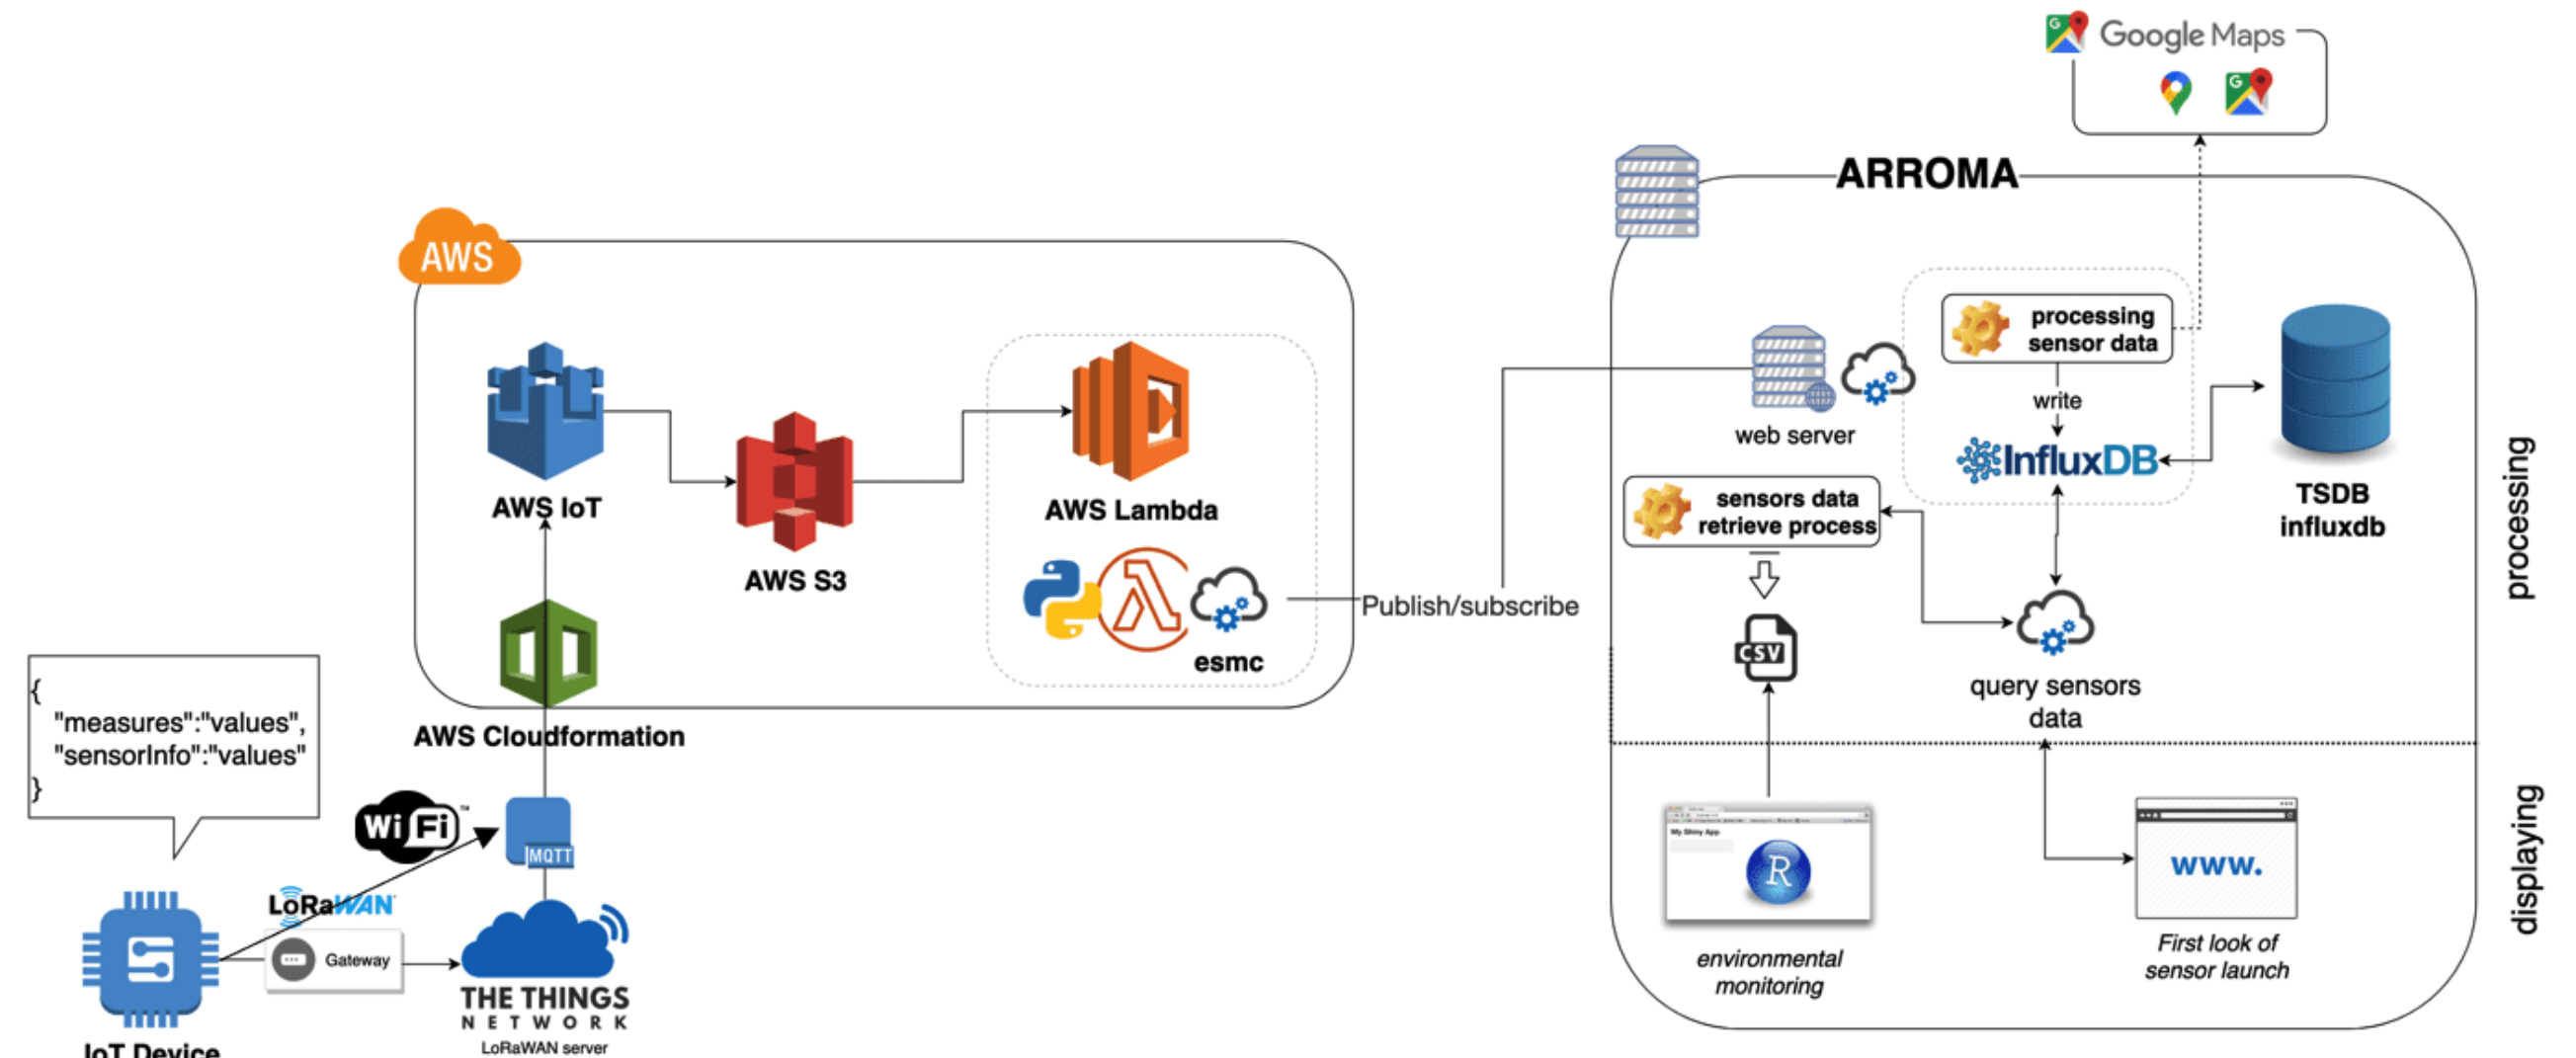 Google Maps
ARROMA
AWS
AWS IoT
AWS S3
AWS Lambda
esmc
AWS Cloudformation
Publish/subscribe
{
"measures":"values",
"sensorInfo":"values"
}
WiFi™
MQTT
LoRaWAN
Gateway
THE THINGS
NETWORK
LoRaWAN server
IoT Device
web server
processing
sensor data
write
InfluxDB
TSDB
influxdb
sensors data
retrieve process
CSV
query sensors
data
processing
My Shiny App
R
environmental
monitoring
www.
First look of
sensor launch
displaying